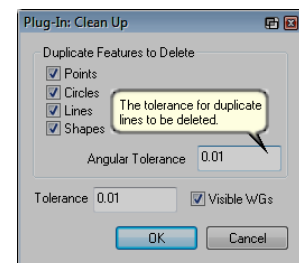 Plug-In: Clean Up
Duplicate Features to Delete
Points
Circles
Lines
Shapes
The tolerance for duplicate
lines to be deleted.
Angular Tolerance 0.01
Tolerance 0.01 Visible WGs
OK Cancel